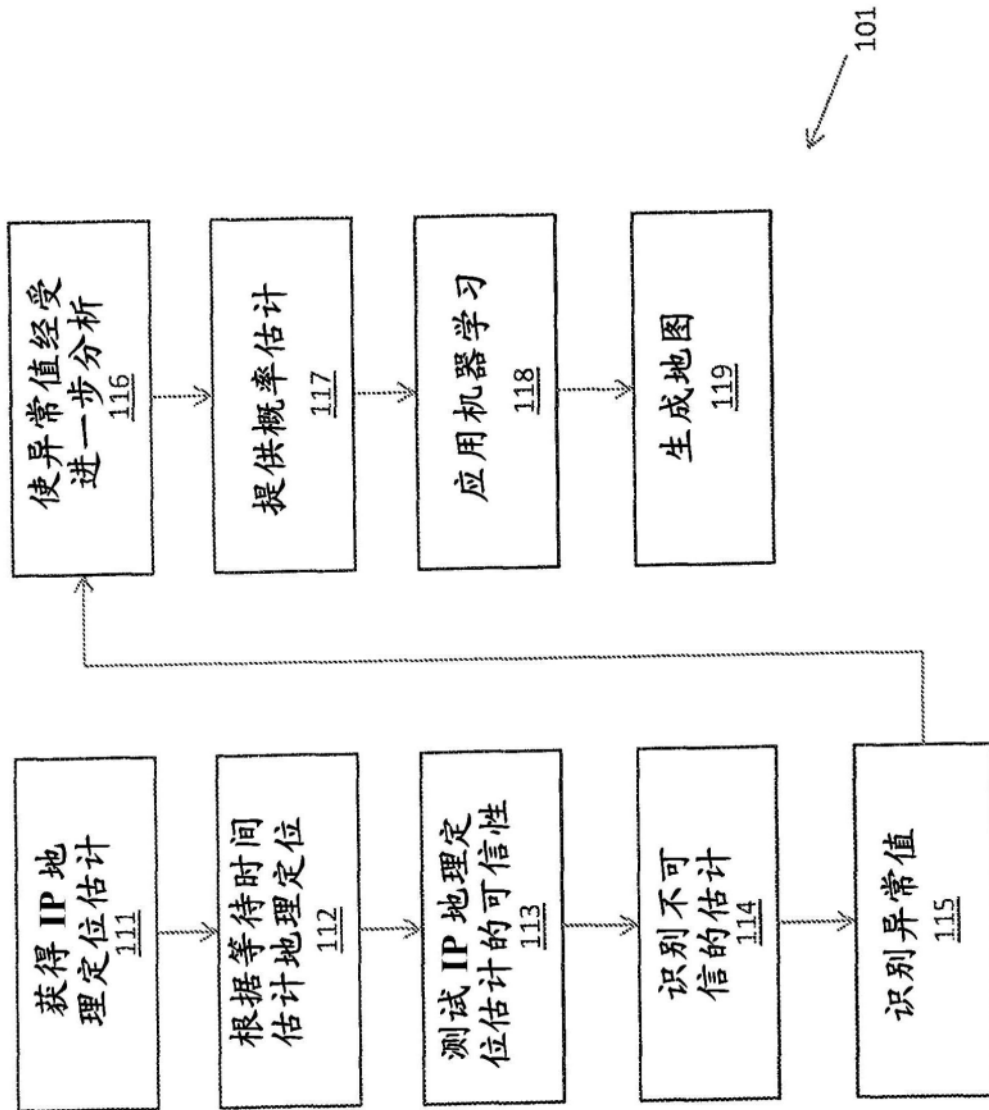 获得 IP 地
理定位估计
111
根据等待时间
估计地理定位
112
测试 IP 地理定
位估计的可信性
113
识别不可
信的估计
114
识别异常值
115
使异常值经受
进一步分析
116
提供概率估计
117
应用机器学习
118
生成地图
119
101